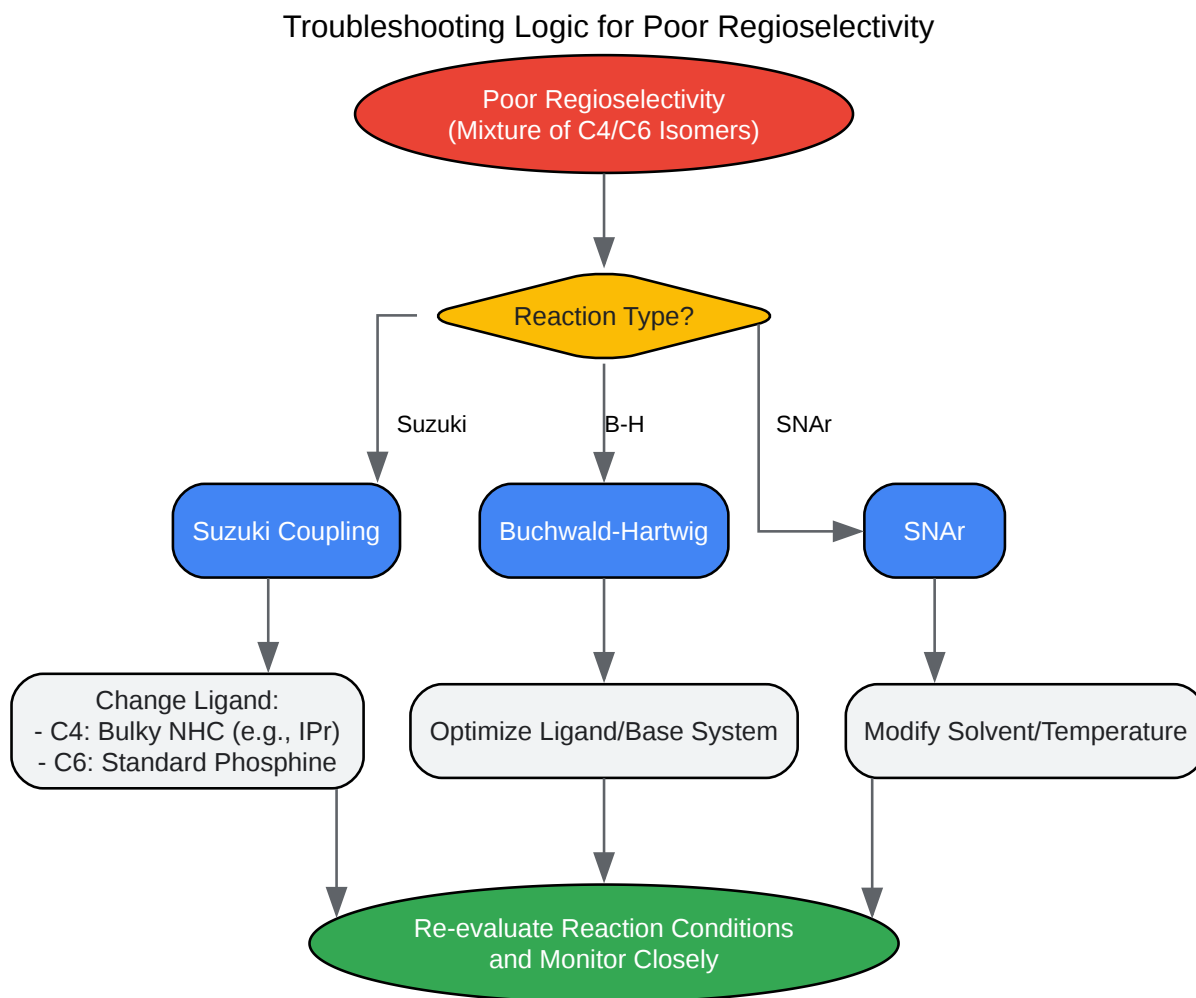 Troubleshooting Logic for Poor Regioselectivity
Poor Regioselectivity
(Mixture of C4/C6 Isomers)
Reaction Type?
Suzuki
B-H
SNAr
Suzuki Coupling
Buchwald-Hartwig
SNAr
Change Ligand:
- C4: Bulky NHC (e.g., IPr)
- C6: Standard Phosphine
Optimize Ligand/Base System
Modify Solvent/Temperature
Re-evaluate Reaction Conditions
and Monitor Closely